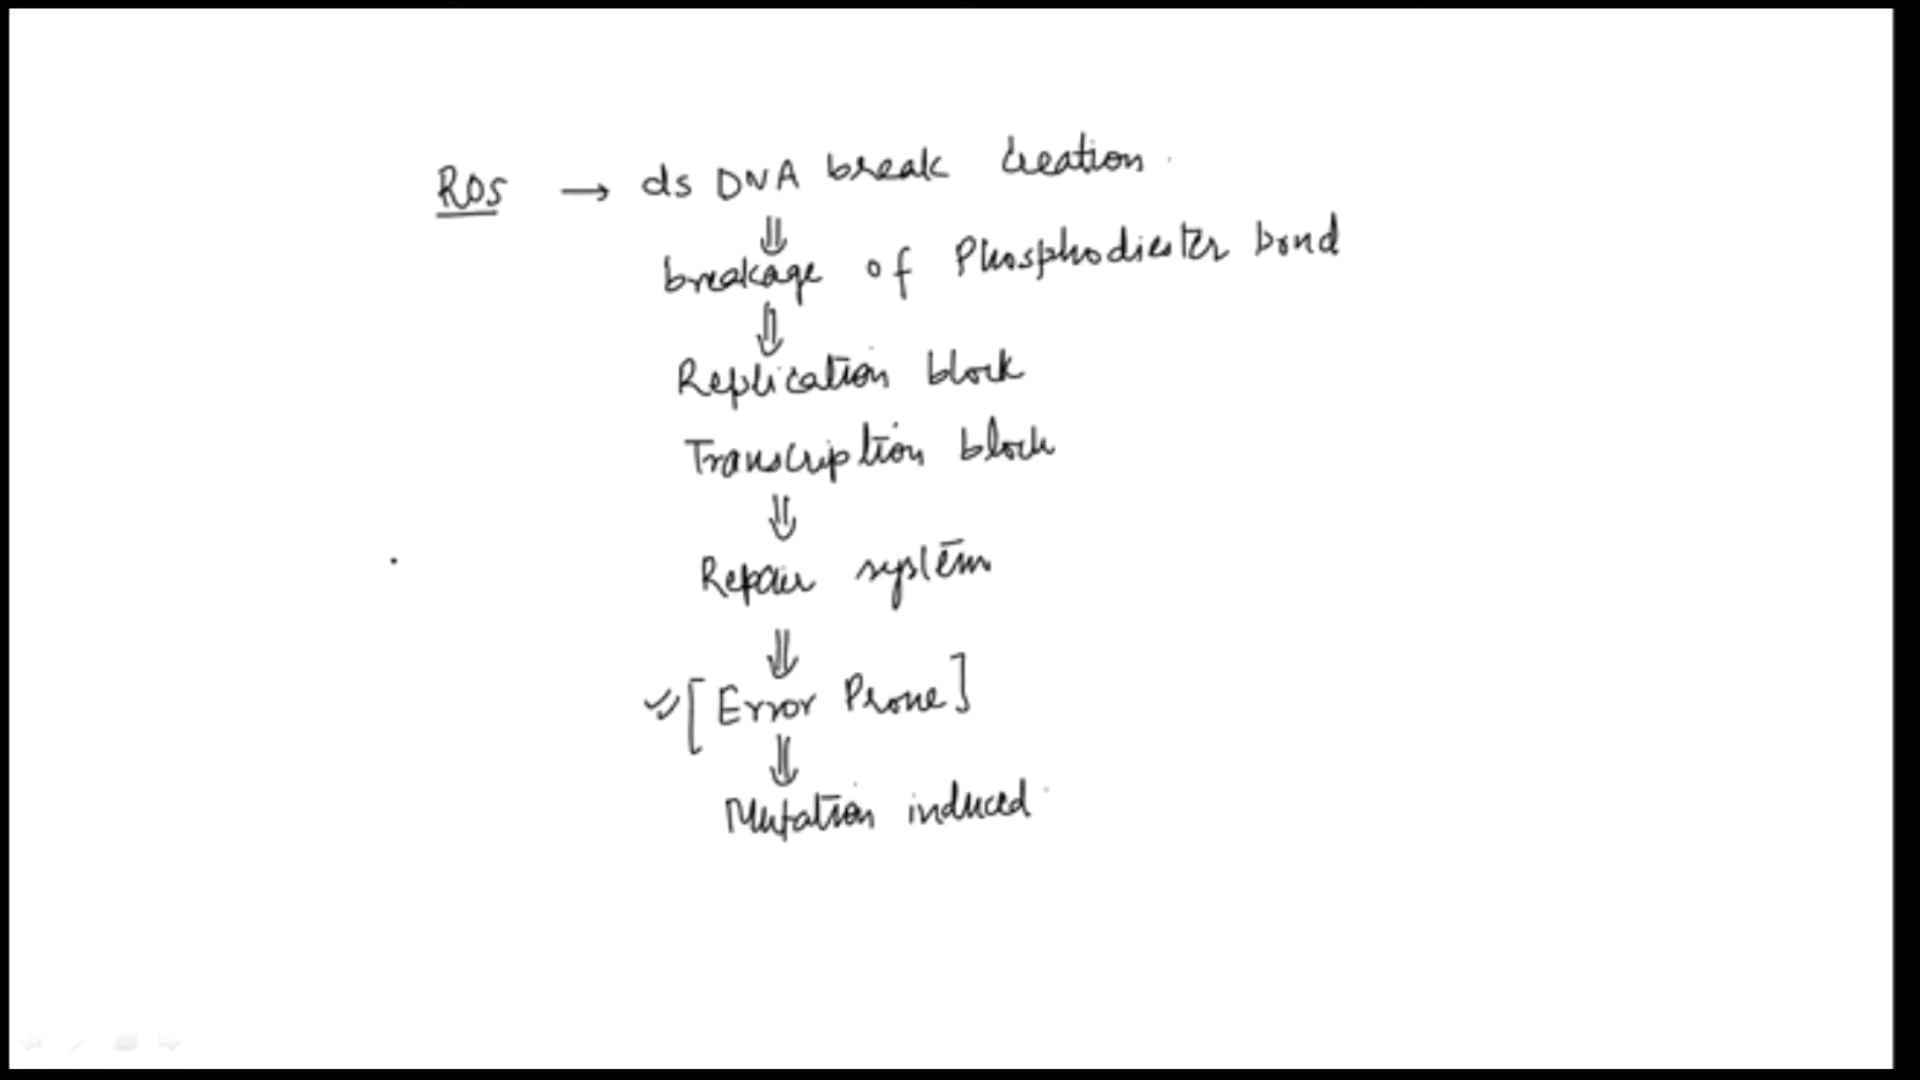 ROS → ds DNA break creation.
⇓
breakage of Phosphodiester bond
⇓
Replication block
Transcription block
⇓
Repair system
⇓
[Error Prone]
⇓
Mutation induced